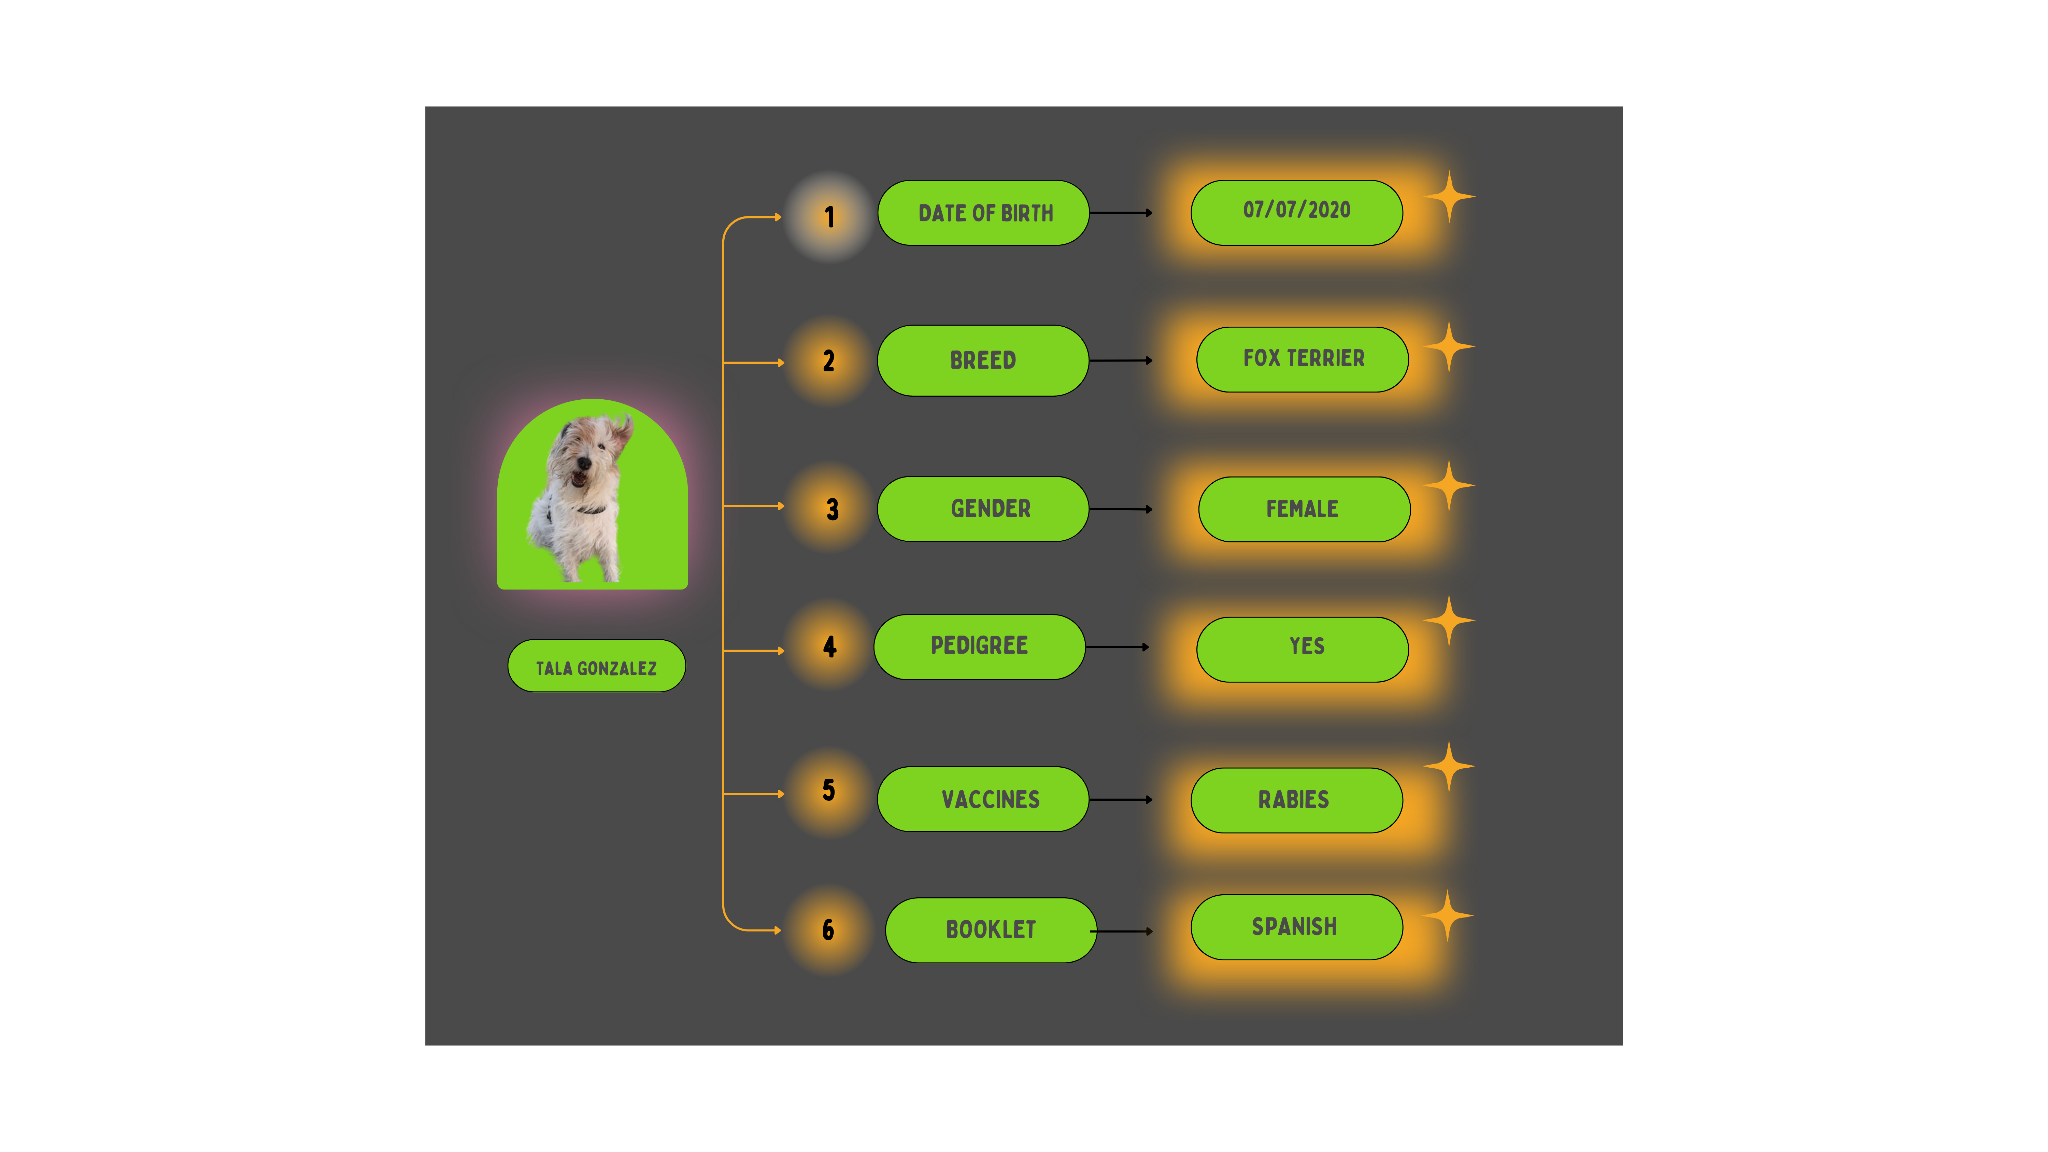 1
DATE OF BIRTH
07/07/2020
2
BREED
FOX TERRIER
3
GENDER
FEMALE
4
PEDIGREE
YES
TALA GONZALEZ
5
VACCINES
RABIES
6
BOOKLET
SPANISH